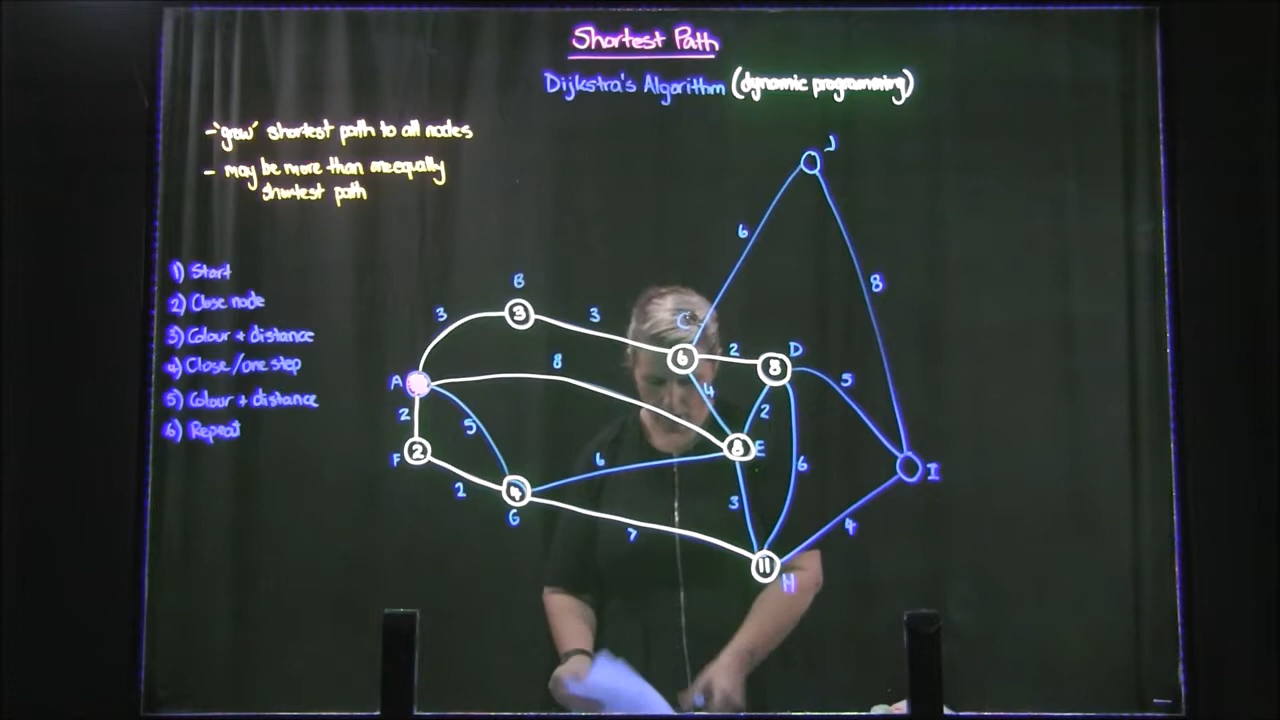 Shortest Path
Dijkstra's Algorithm (dynamic programming)
- 'grow' shortest path to all nodes
- may be more than one equally
shortest path
1) Start
2) Close node
3) Colour + distance
4) Close/one step
5) Colour + distance
6) Repeat
J
6
8
B
3
3
3
C
6
2
D
8
8
A
4
5
2
5
2
E
8
F
2
6
6
I
2
4
G
3
7
4
11
H